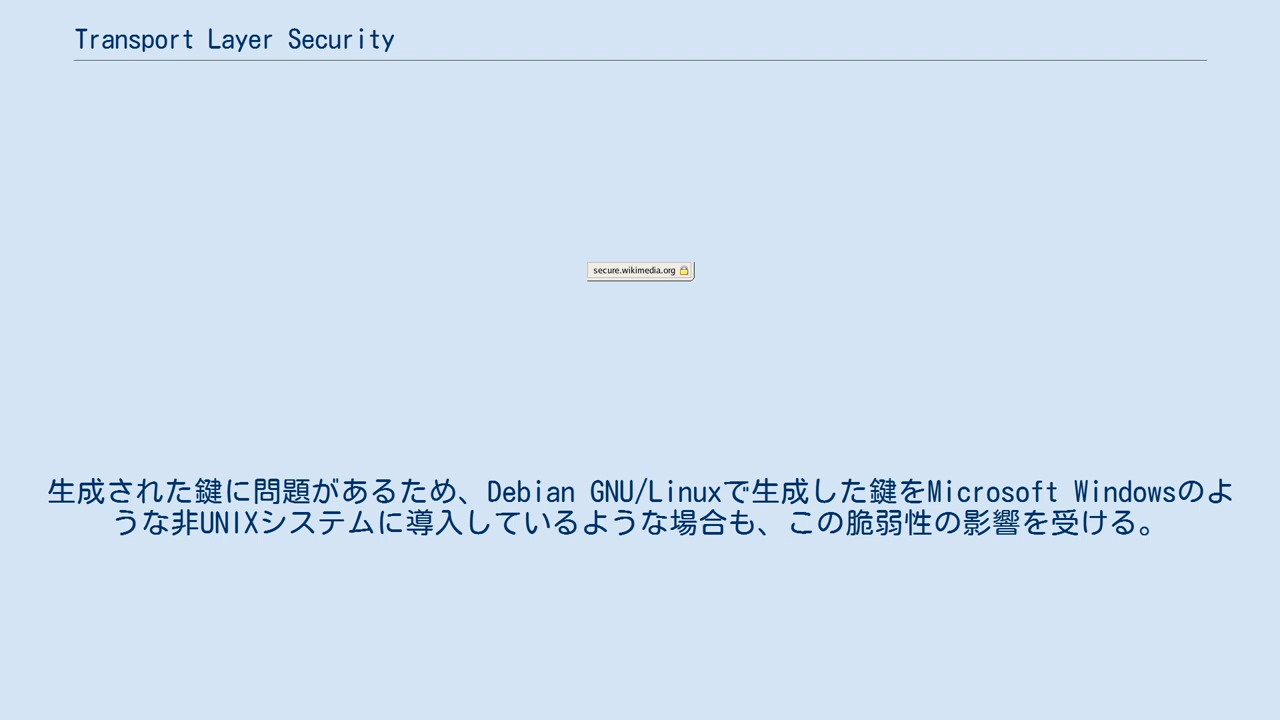 Transport Layer Security
secure.wikimedia.org
生成された鍵に問題があるため、Debian GNU/Linuxで生成した鍵をMicrosoft Windowsのよ
うな非UNIXシステムに導入しているような場合も、この脆弱性の影響を受ける。